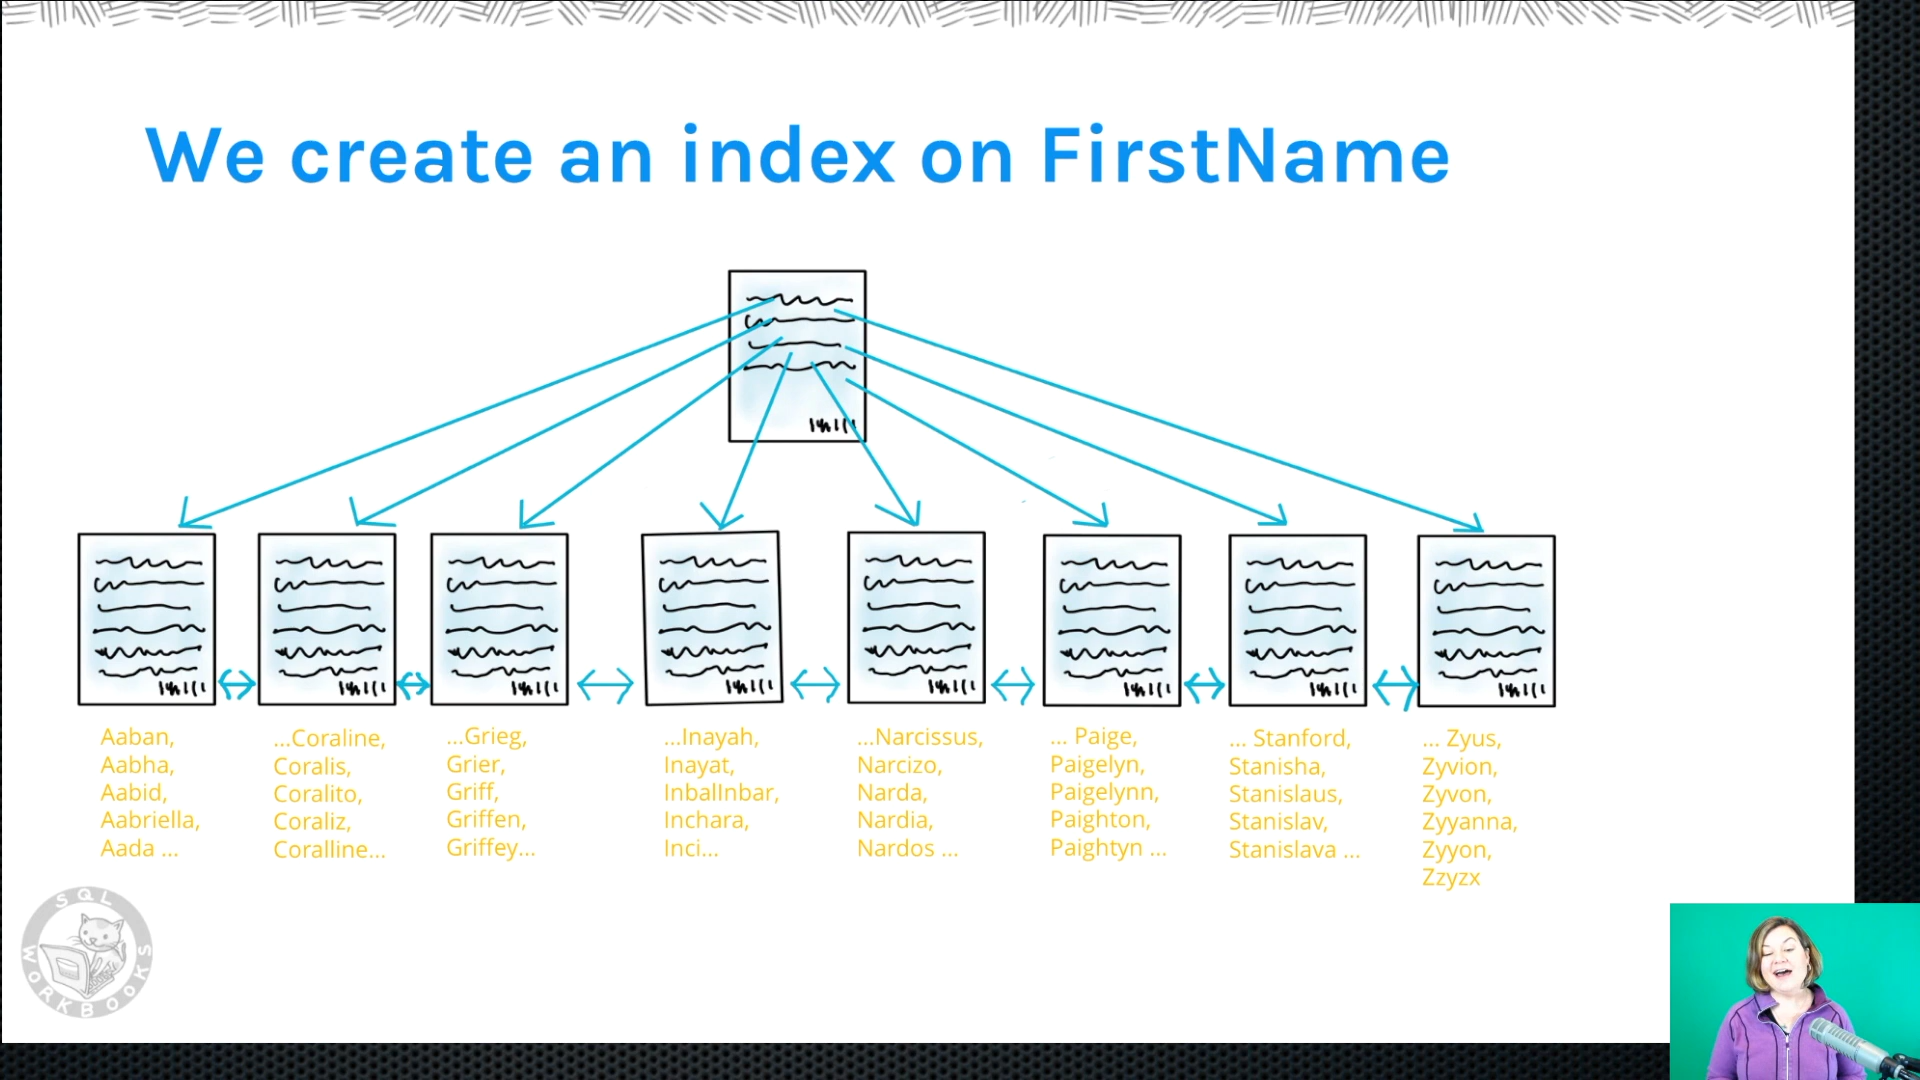 We create an index on FirstName
Aaban,
Aabha,
Aabid,
Aabriella,
Aada ...
...Coraline,
Coralis,
Coralito,
Coraliz,
Coralline...
...Grieg,
Grier,
Griff,
Griffen,
Griffey...
...Inayah,
Inayat,
InbalInbar,
Inchara,
Inci...
...Narcissus,
Narcizo,
Narda,
Nardia,
Nardos ...
... Paige,
Paigelyn,
Paigelynn,
Paighton,
Paightyn ...
... Stanford,
Stanisha,
Stanislaus,
Stanislav,
Stanislava ...
... Zyus,
Zyvion,
Zyvon,
Zyyanna,
Zyyon,
Zzyzx
SQL
WORKBOOKS